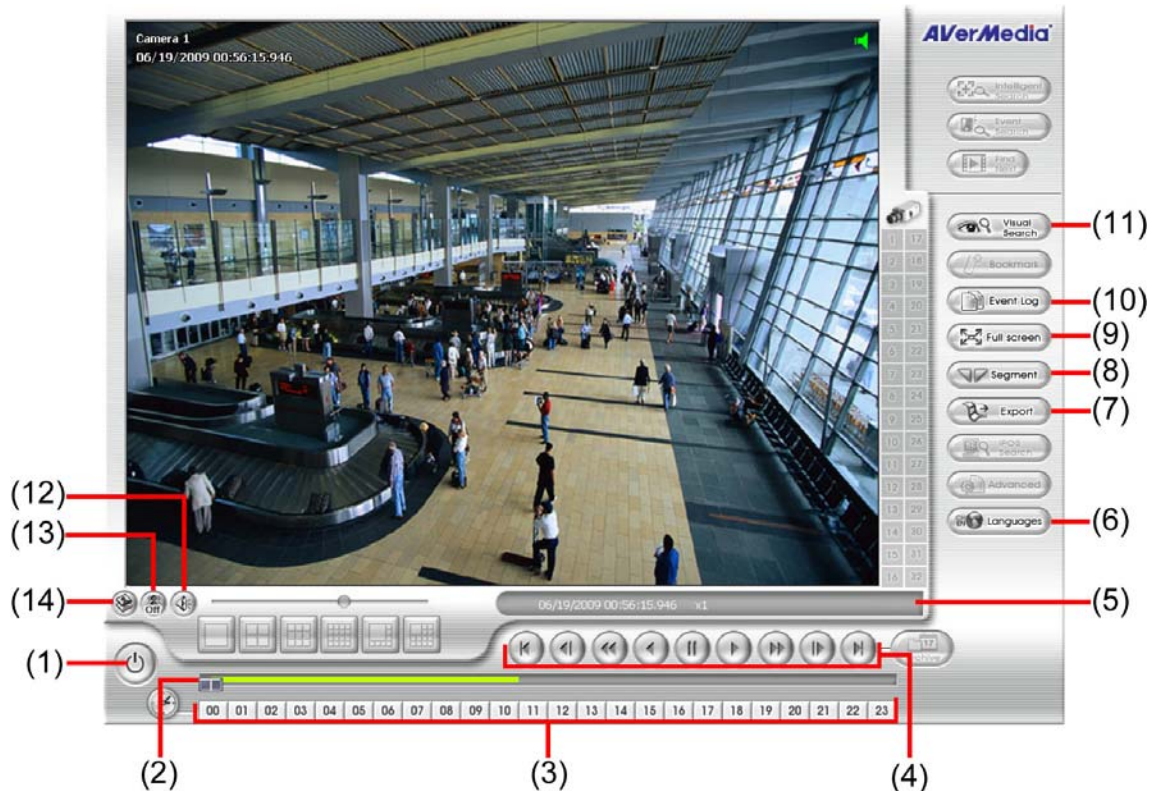 Camera 1
06/19/2009 00:56:15.946
AVerMedia
Intelligent Search
Event Search
Find Next
Visual Search
(11)
Bookmark
Event Log
(10)
Full screen
(9)
Segment
(8)
Export
(7)
iPOS Search
Advanced
Languages
(6)
1 17
2 18
3 19
4 20
5 21
6 22
7 23
8 24
9 25
10 26
11 27
12 28
13 29
14 30
15 31
16 32
(12)
(13)
(14)
Off
06/19/2009 00:56:15.946 x1
(5)
(1)
17
(2)
00 01 02 03 04 05 06 07 08 09 10 11 12 13 14 15 16 17 18 19 20 21 22 23
(3)
(4)